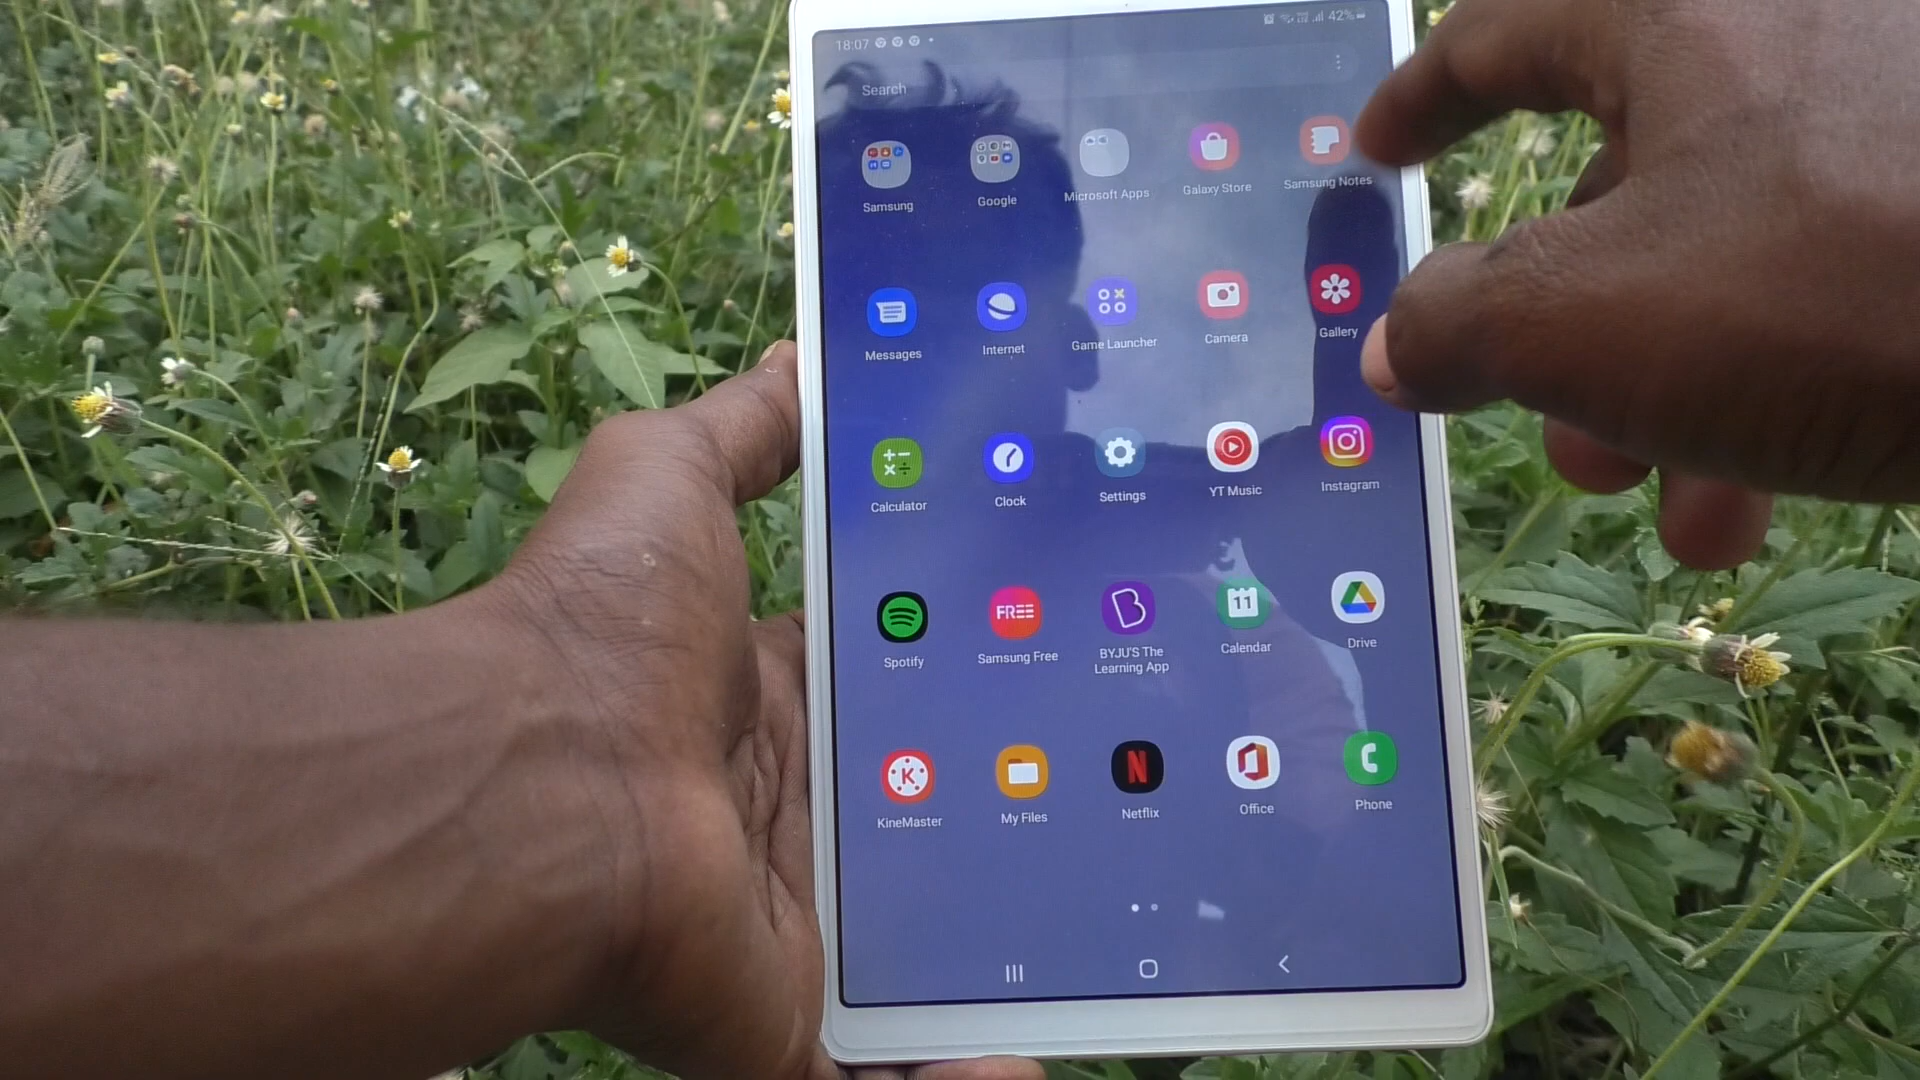 18:07
42%
Search
Samsung
Google
Microsoft Apps
Galaxy Store
Samsung Notes
Messages
Internet
Game Launcher
Camera
Gallery
Calculator
Clock
Settings
YT Music
Instagram
FREE
11
Spotify
Samsung Free
BYJU'S The
Learning App
Calendar
Drive
K
N
KineMaster
My Files
Netflix
Office
Phone